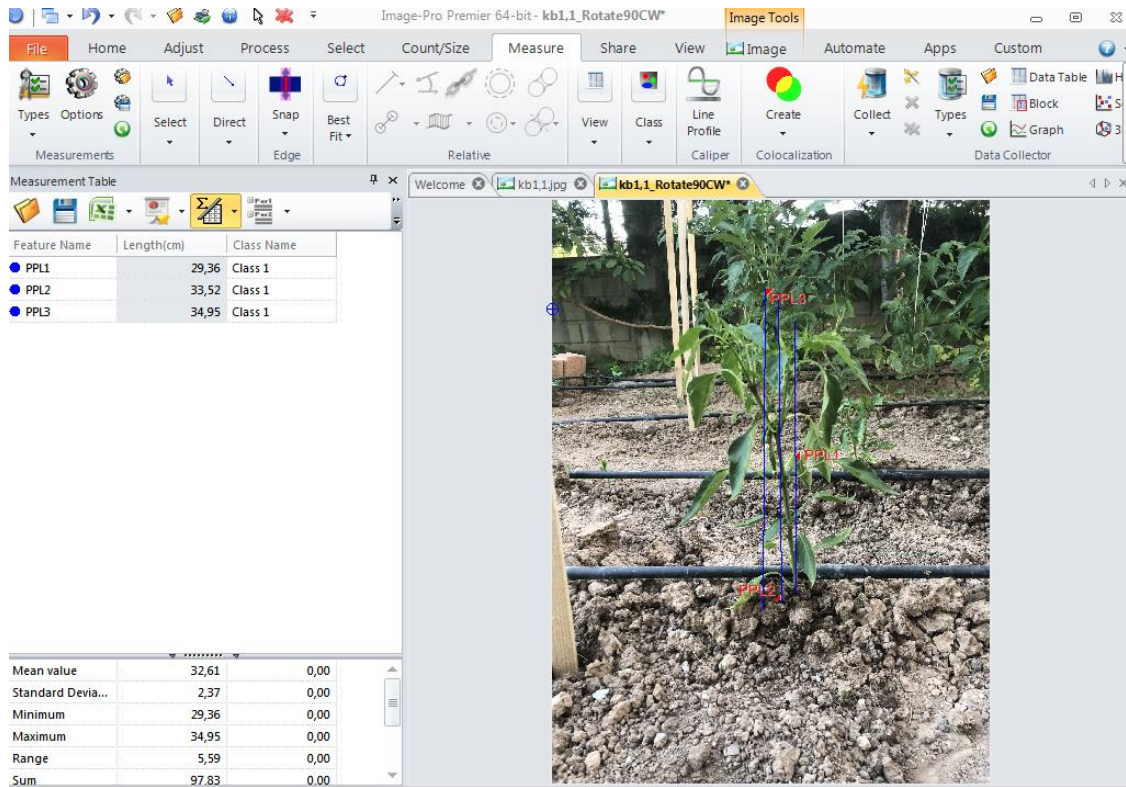 Image-Pro Premier 64-bit - kb1,1_Rotate90CW*
Image Tools
File Home Adjust Process Select Count/Size Measure Share View Image Automate Apps Custom
Types Options Select Direct Snap Best Fit View Class Line Profile Create Collect Types Data Table Block Graph H S 3
Measurements Edge Relative Caliper Colocalization Data Collector
Measurement Table
Welcome kb1,1.jpg kb1,1_Rotate90CW*
Feature Name Length(cm) Class Name
PPL1 29,36 Class 1
PPL2 33,52 Class 1
PPL3 34,95 Class 1
PPL3
PPL1
PPL2
Mean value 32,61 0,00
Standard Devia... 2,37 0,00
Minimum 29,36 0,00
Maximum 34,95 0,00
Range 5,59 0,00
Sum 97,83 0,00